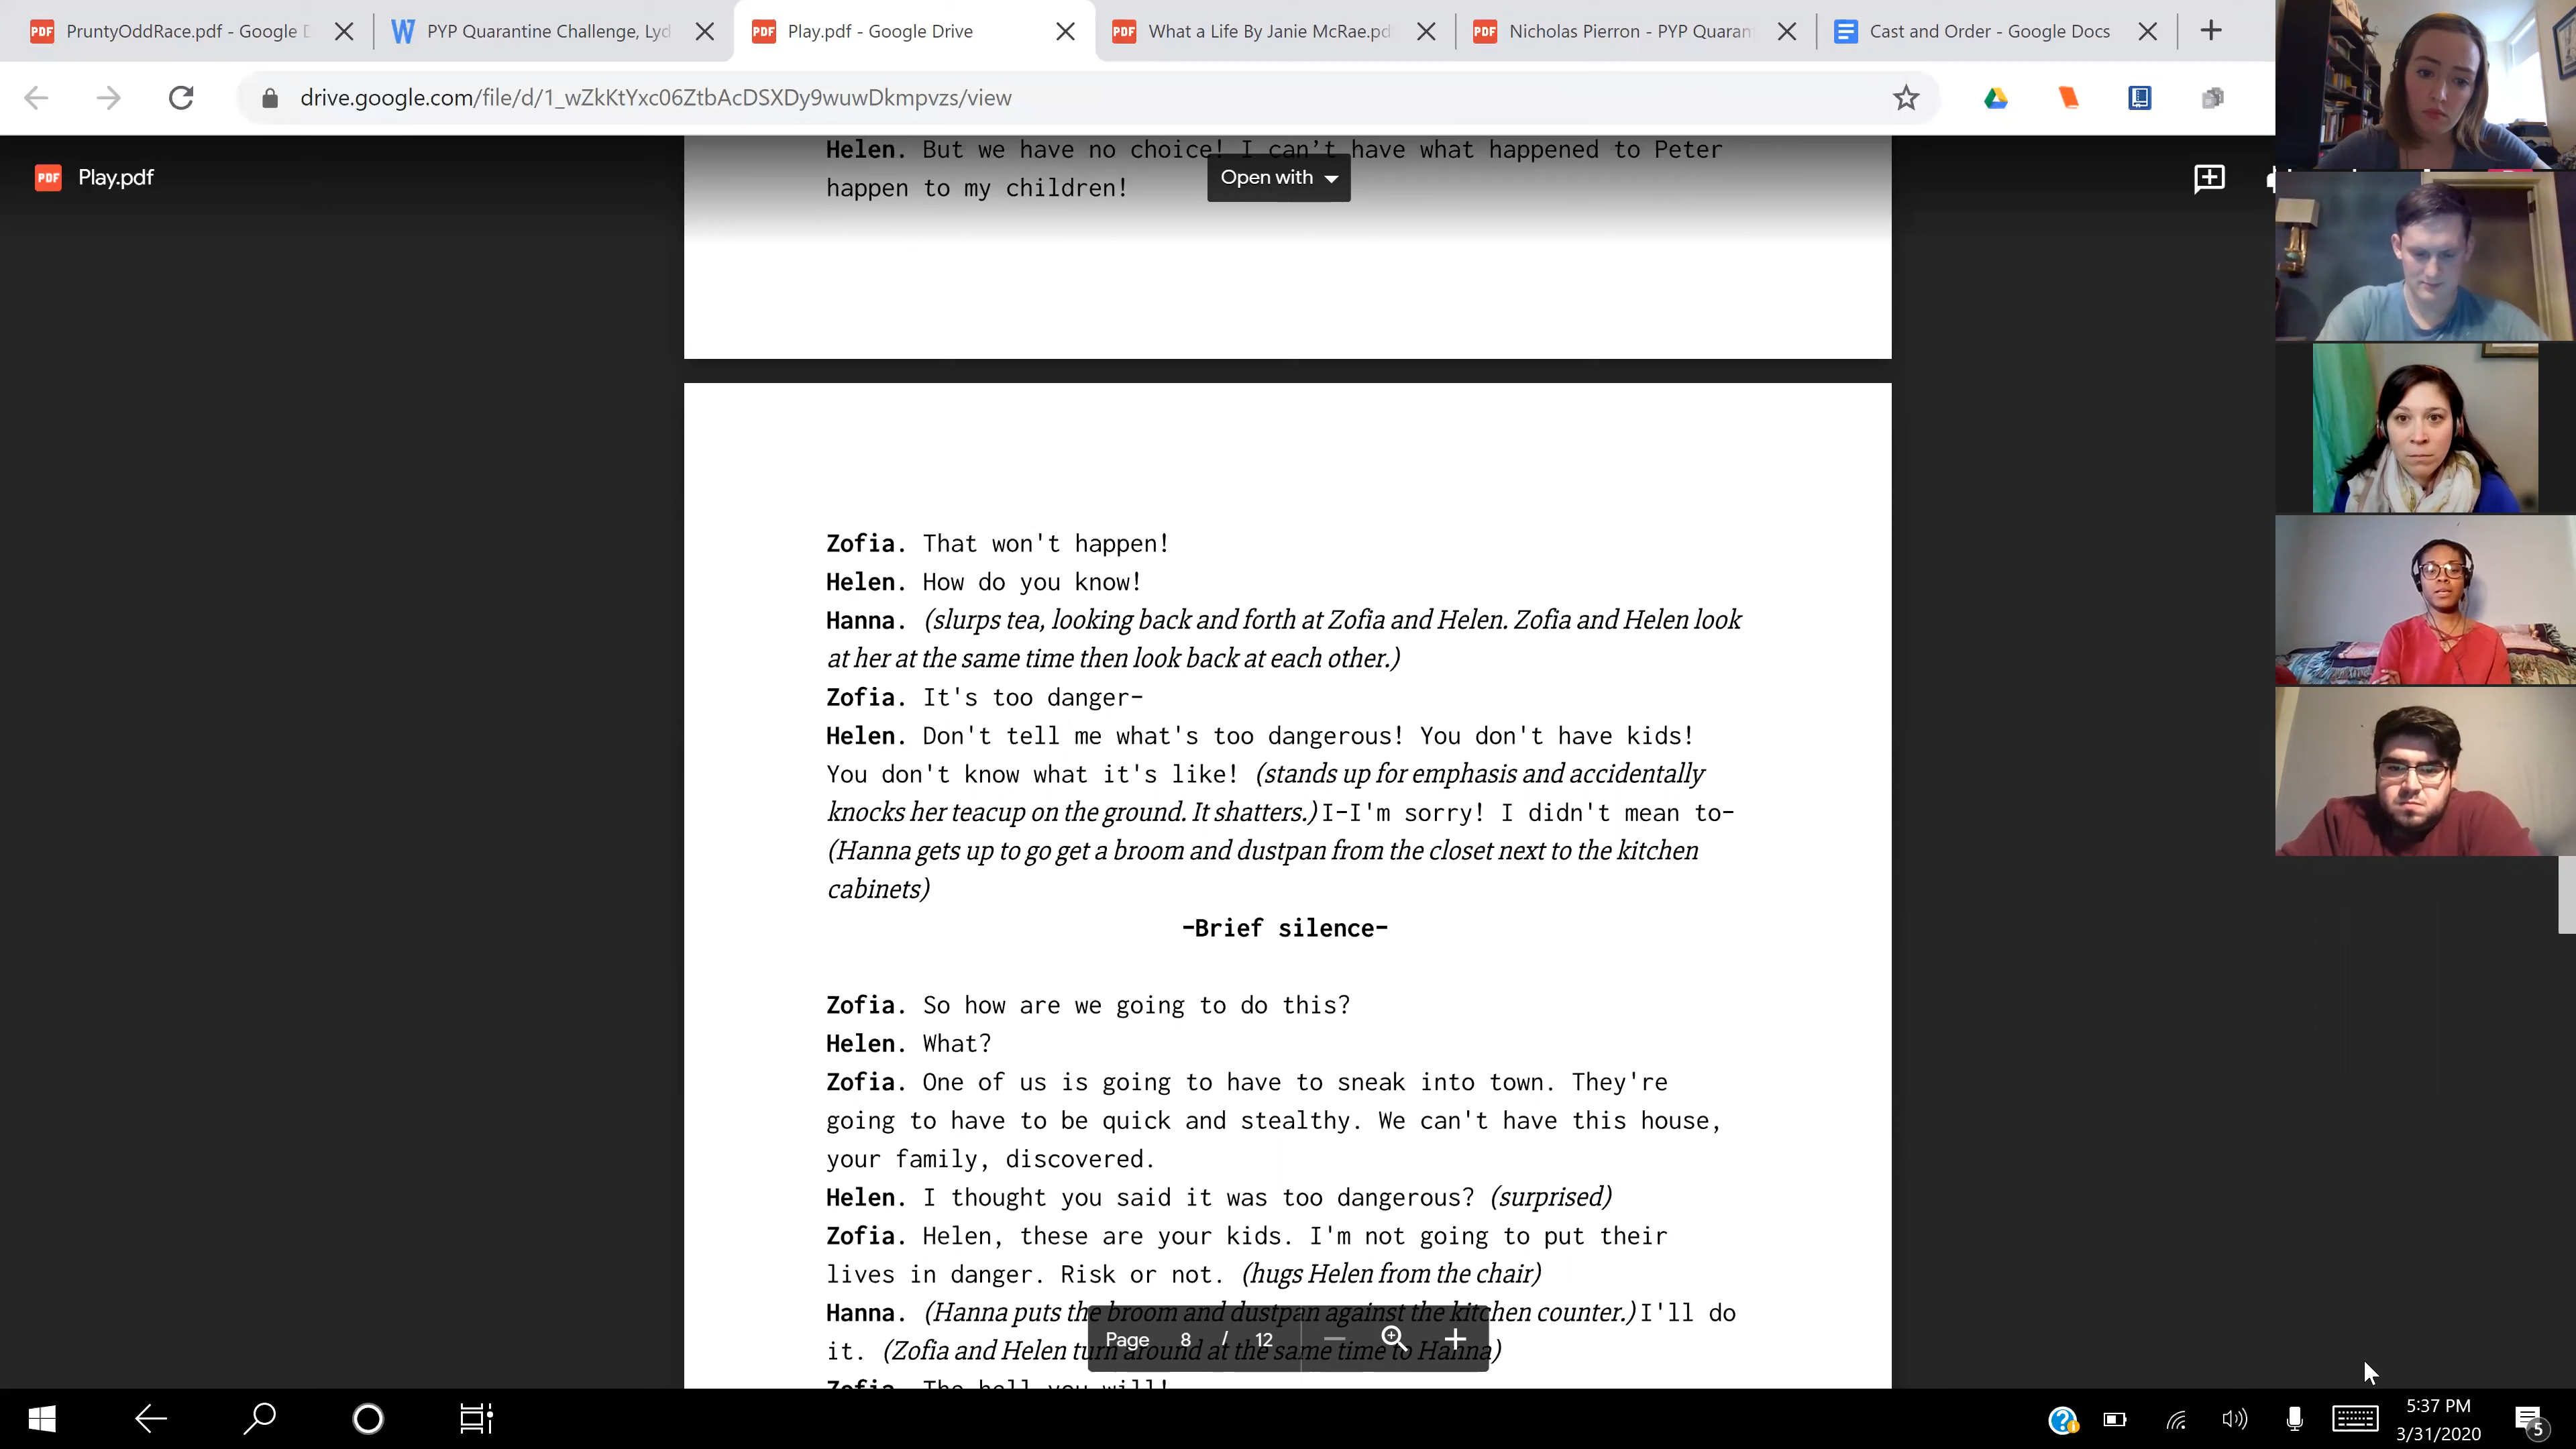 PruntyOddRace.pdf - Google D
PYP Quarantine Challenge, Lyd
Play.pdf - Google Drive
What a Life By Janie McRae.pd
Nicholas Pierron - PYP Quaran
Cast and Order - Google Docs
drive.google.com/file/d/1_wZkKtYxc06ZtbAcDSXDy9wuwDkmpvzs/view
PDF Play.pdf
Open with
Helen. But we have no choice! I can't have what happened to Peter
happen to my children!
Zofia. That won't happen!
Helen. How do you know!
Hanna. (slurps tea, looking back and forth at Zofia and Helen. Zofia and Helen look
at her at the same time then look back at each other.)
Zofia. It's too danger-
Helen. Don't tell me what's too dangerous! You don't have kids!
You don't know what it's like! (stands up for emphasis and accidentally
knocks her teacup on the ground. It shatters.) I-I'm sorry! I didn't mean to-
(Hanna gets up to go get a broom and dustpan from the closet next to the kitchen
cabinets)
-Brief silence-
Zofia. So how are we going to do this?
Helen. What?
Zofia. One of us is going to have to sneak into town. They're
going to have to be quick and stealthy. We can't have this house,
your family, discovered.
Helen. I thought you said it was too dangerous? (surprised)
Zofia. Helen, these are your kids. I'm not going to put their
lives in danger. Risk or not. (hugs Helen from the chair)
Hanna. (Hanna puts the broom and dustpan against the kitchen counter.) I'll do
it. (Zofia and Helen turn around at the same time to Hanna)
Zofia. The hell you will!
Page 8 / 12
5:37 PM
3/31/2020
5